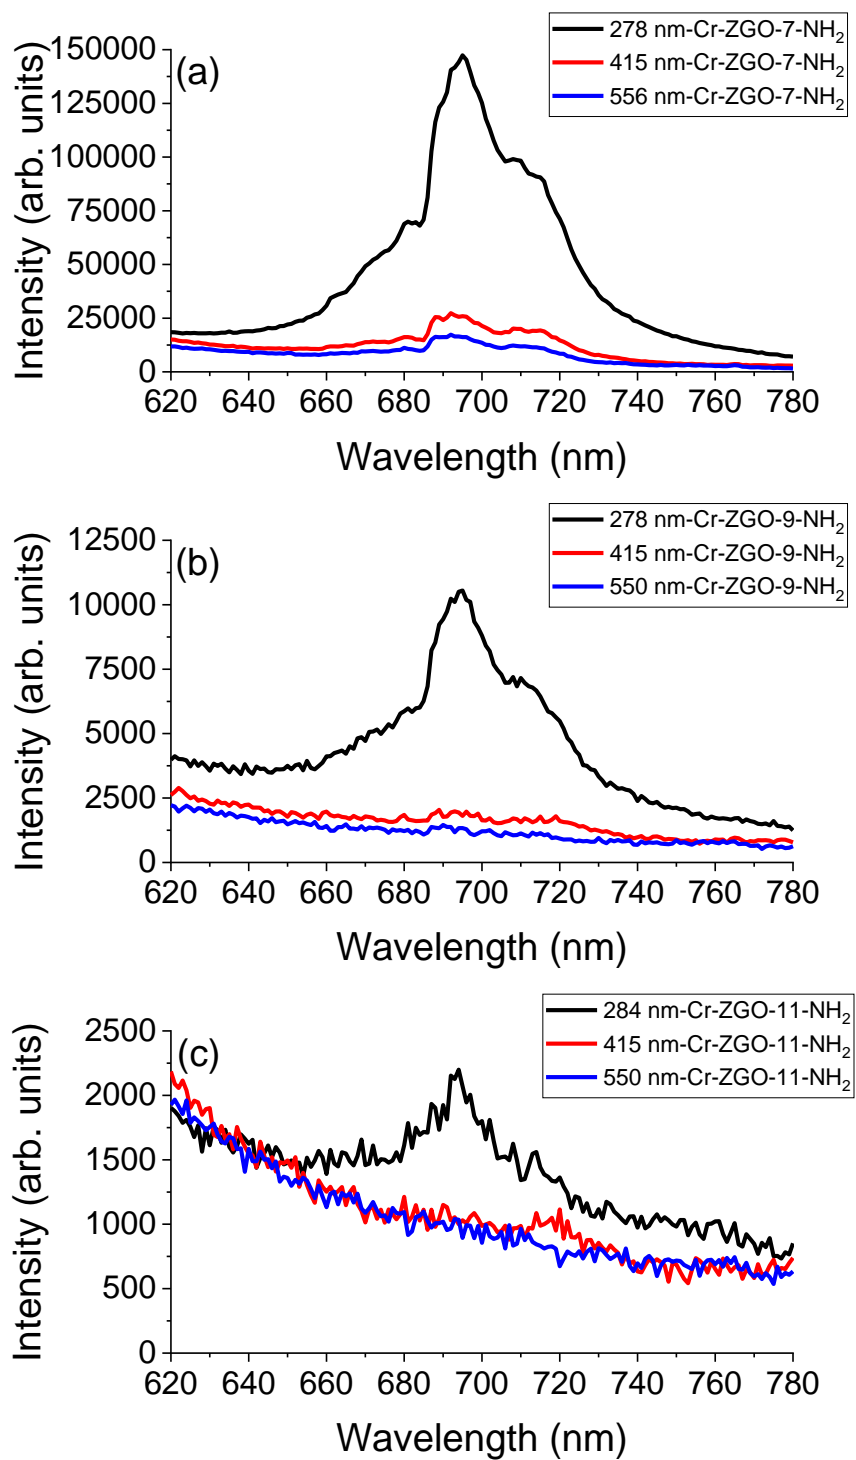 278 nm-Cr-ZGO-7-NH₂
415 nm-Cr-ZGO-7-NH₂
556 nm-Cr-ZGO-7-NH₂
(a)
150000
125000
100000
75000
50000
25000
0
Intensity (arb. units)
620 640 660 680 700 720 740 760 780
Wavelength (nm)
278 nm-Cr-ZGO-9-NH₂
415 nm-Cr-ZGO-9-NH₂
550 nm-Cr-ZGO-9-NH₂
(b)
12500
10000
7500
5000
2500
0
Intensity (arb. units)
620 640 660 680 700 720 740 760 780
Wavelength (nm)
284 nm-Cr-ZGO-11-NH₂
415 nm-Cr-ZGO-11-NH₂
550 nm-Cr-ZGO-11-NH₂
(c)
2500
2000
1500
1000
500
0
Intensity (arb. units)
620 640 660 680 700 720 740 760 780
Wavelength (nm)